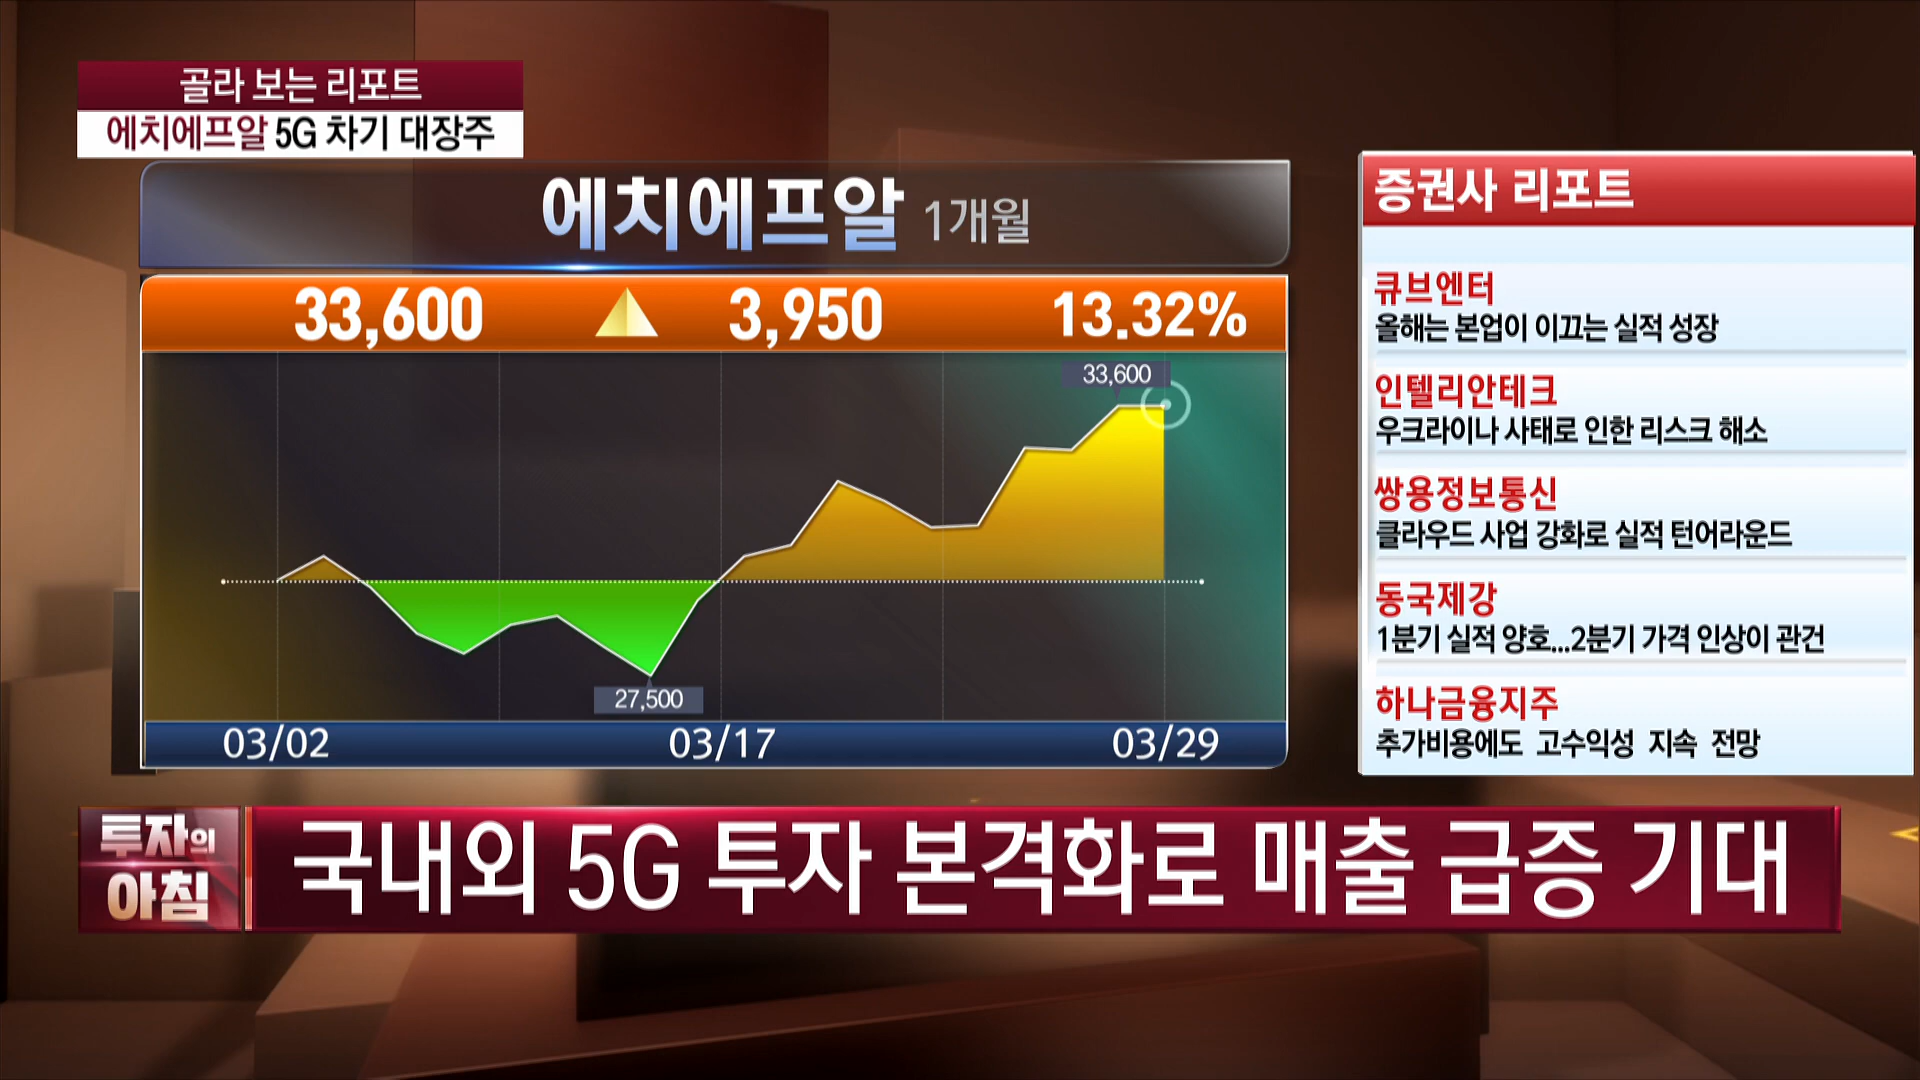 골라 보는 리포트
에치에프알 5G 차기 대장주
에치에프알 1개월
33,600 3,950 13.32%
33,600
27,500
03/02 03/17 03/29
증권사 리포트
큐브엔터
올해는 본업이 이끄는 실적 성장
인텔리안테크
우크라이나 사태로 인한 리스크 해소
쌍용정보통신
클라우드 사업 강화로 실적 턴어라운드
동국제강
1분기 실적 양호...2분기 가격 인상이 관건
하나금융지주
추가비용에도 고수익성 지속 전망
투자의
아침
국내외 5G 투자 본격화로 매출 급증 기대